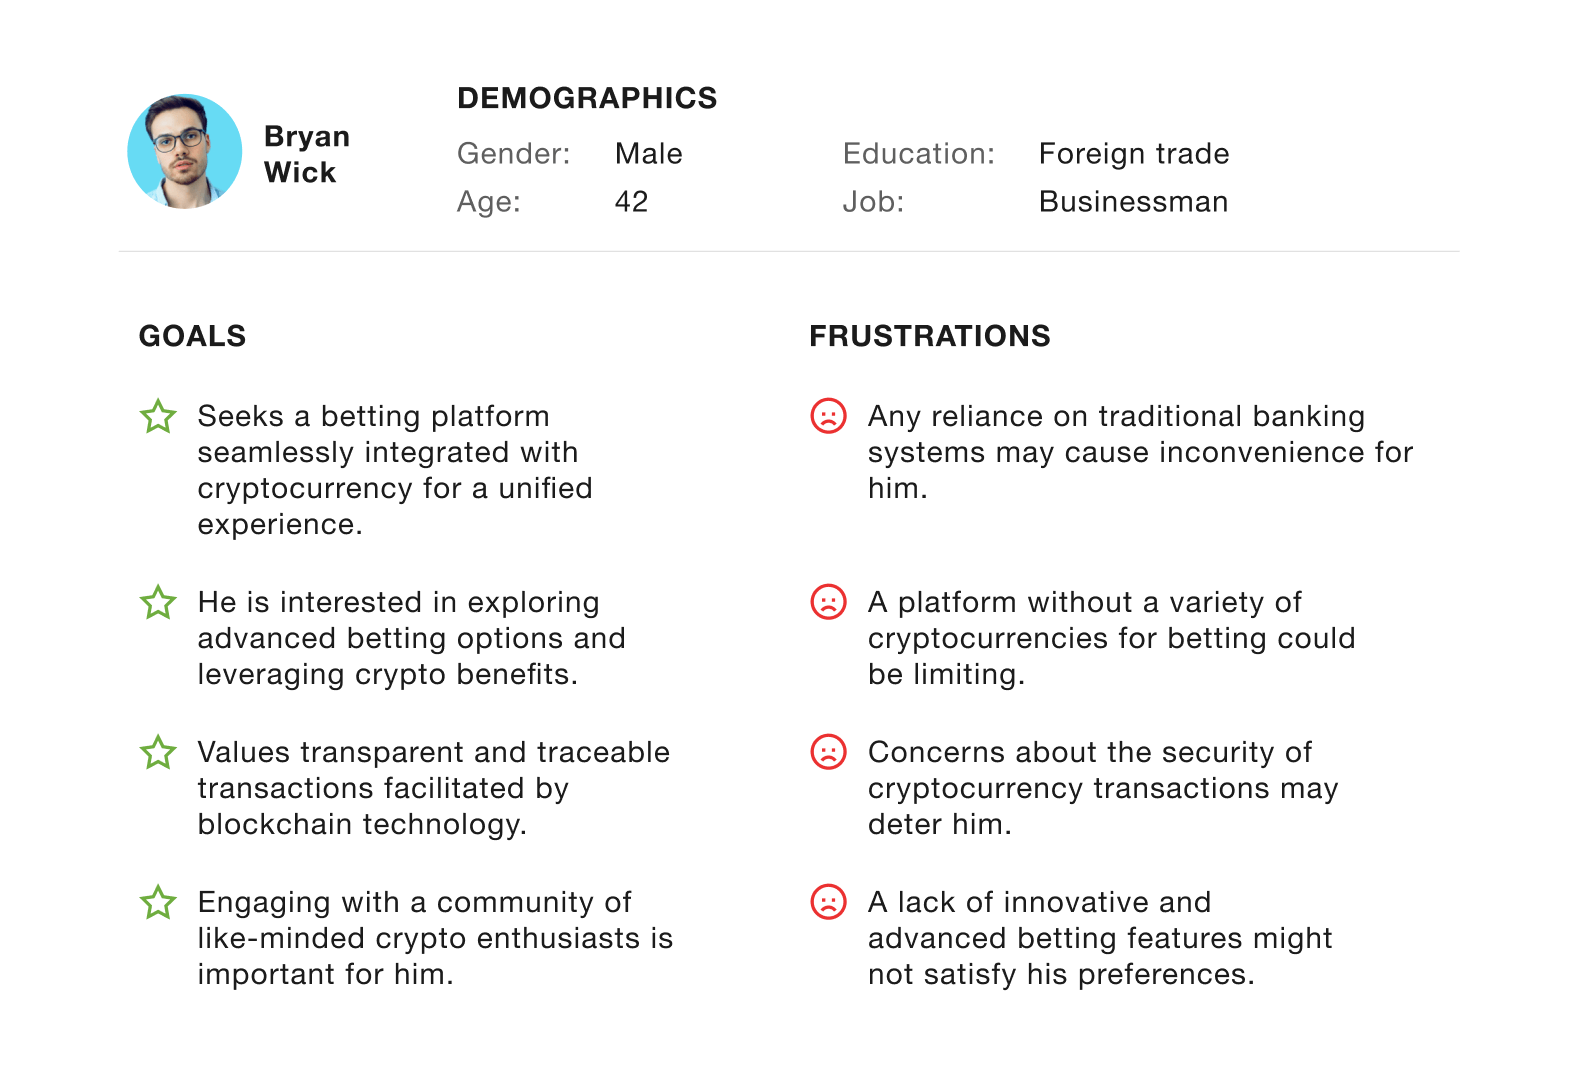 Bryan
Wick
DEMOGRAPHICS
Gender: Male
Age: 42
Education: Foreign trade
Job: Businessman
GOALS
Seeks a betting platform
seamlessly integrated with
cryptocurrency for a unified
experience.
He is interested in exploring
advanced betting options and
leveraging crypto benefits.
Values transparent and traceable
transactions facilitated by
blockchain technology.
Engaging with a community of
like-minded crypto enthusiasts is
important for him.
FRUSTRATIONS
Any reliance on traditional banking
systems may cause inconvenience for
him.
A platform without a variety of
cryptocurrencies for betting could
be limiting.
Concerns about the security of
cryptocurrency transactions may
deter him.
A lack of innovative and
advanced betting features might
not satisfy his preferences.